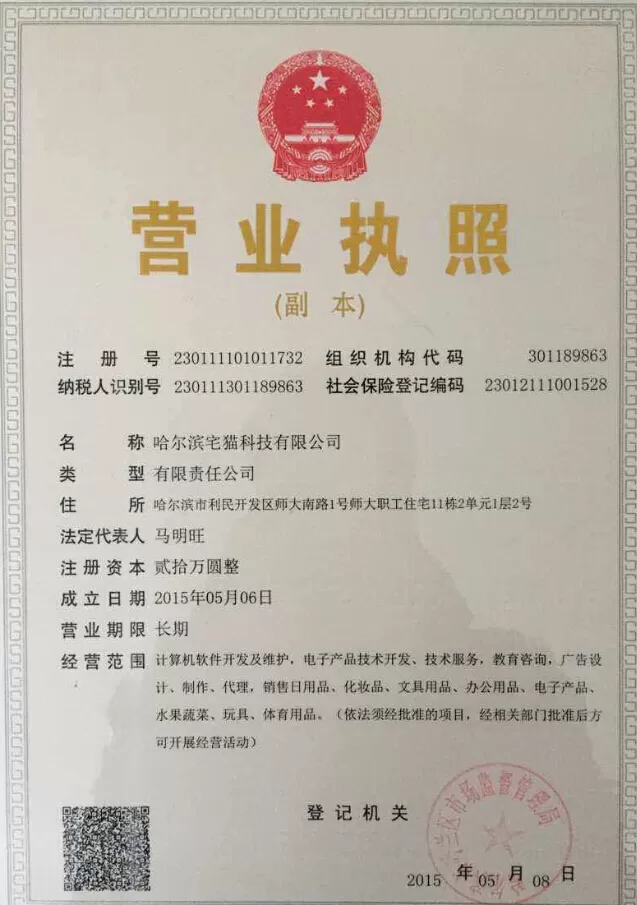 营业执照
(副 本)
注 册 号 230111101011732 组织机构代码 301189863
纳税人识别号 230111301189863 社会保险登记编码 23012111001528
名 称 哈尔滨宅猫科技有限公司
类 型 有限责任公司
住 所 哈尔滨市利民开发区师大南路1号师大职工住宅11栋2单元1层2号
法定代表人 马明旺
注册资本 贰拾万圆整
成立日期 2015年05月06日
营业期限 长期
经营范围 计算机软件开发及维护，电子产品技术开发、技术服务，教育咨询，广告设
计、制作、代理，销售日用品、化妆品、文具用品、办公用品、电子产品、
水果蔬菜、玩具、体育用品。（依法须经批准的项目，经相关部门批准后方
可开展经营活动）
登记机关
兰区市场监督管理局
2015 年 05 月 08 日